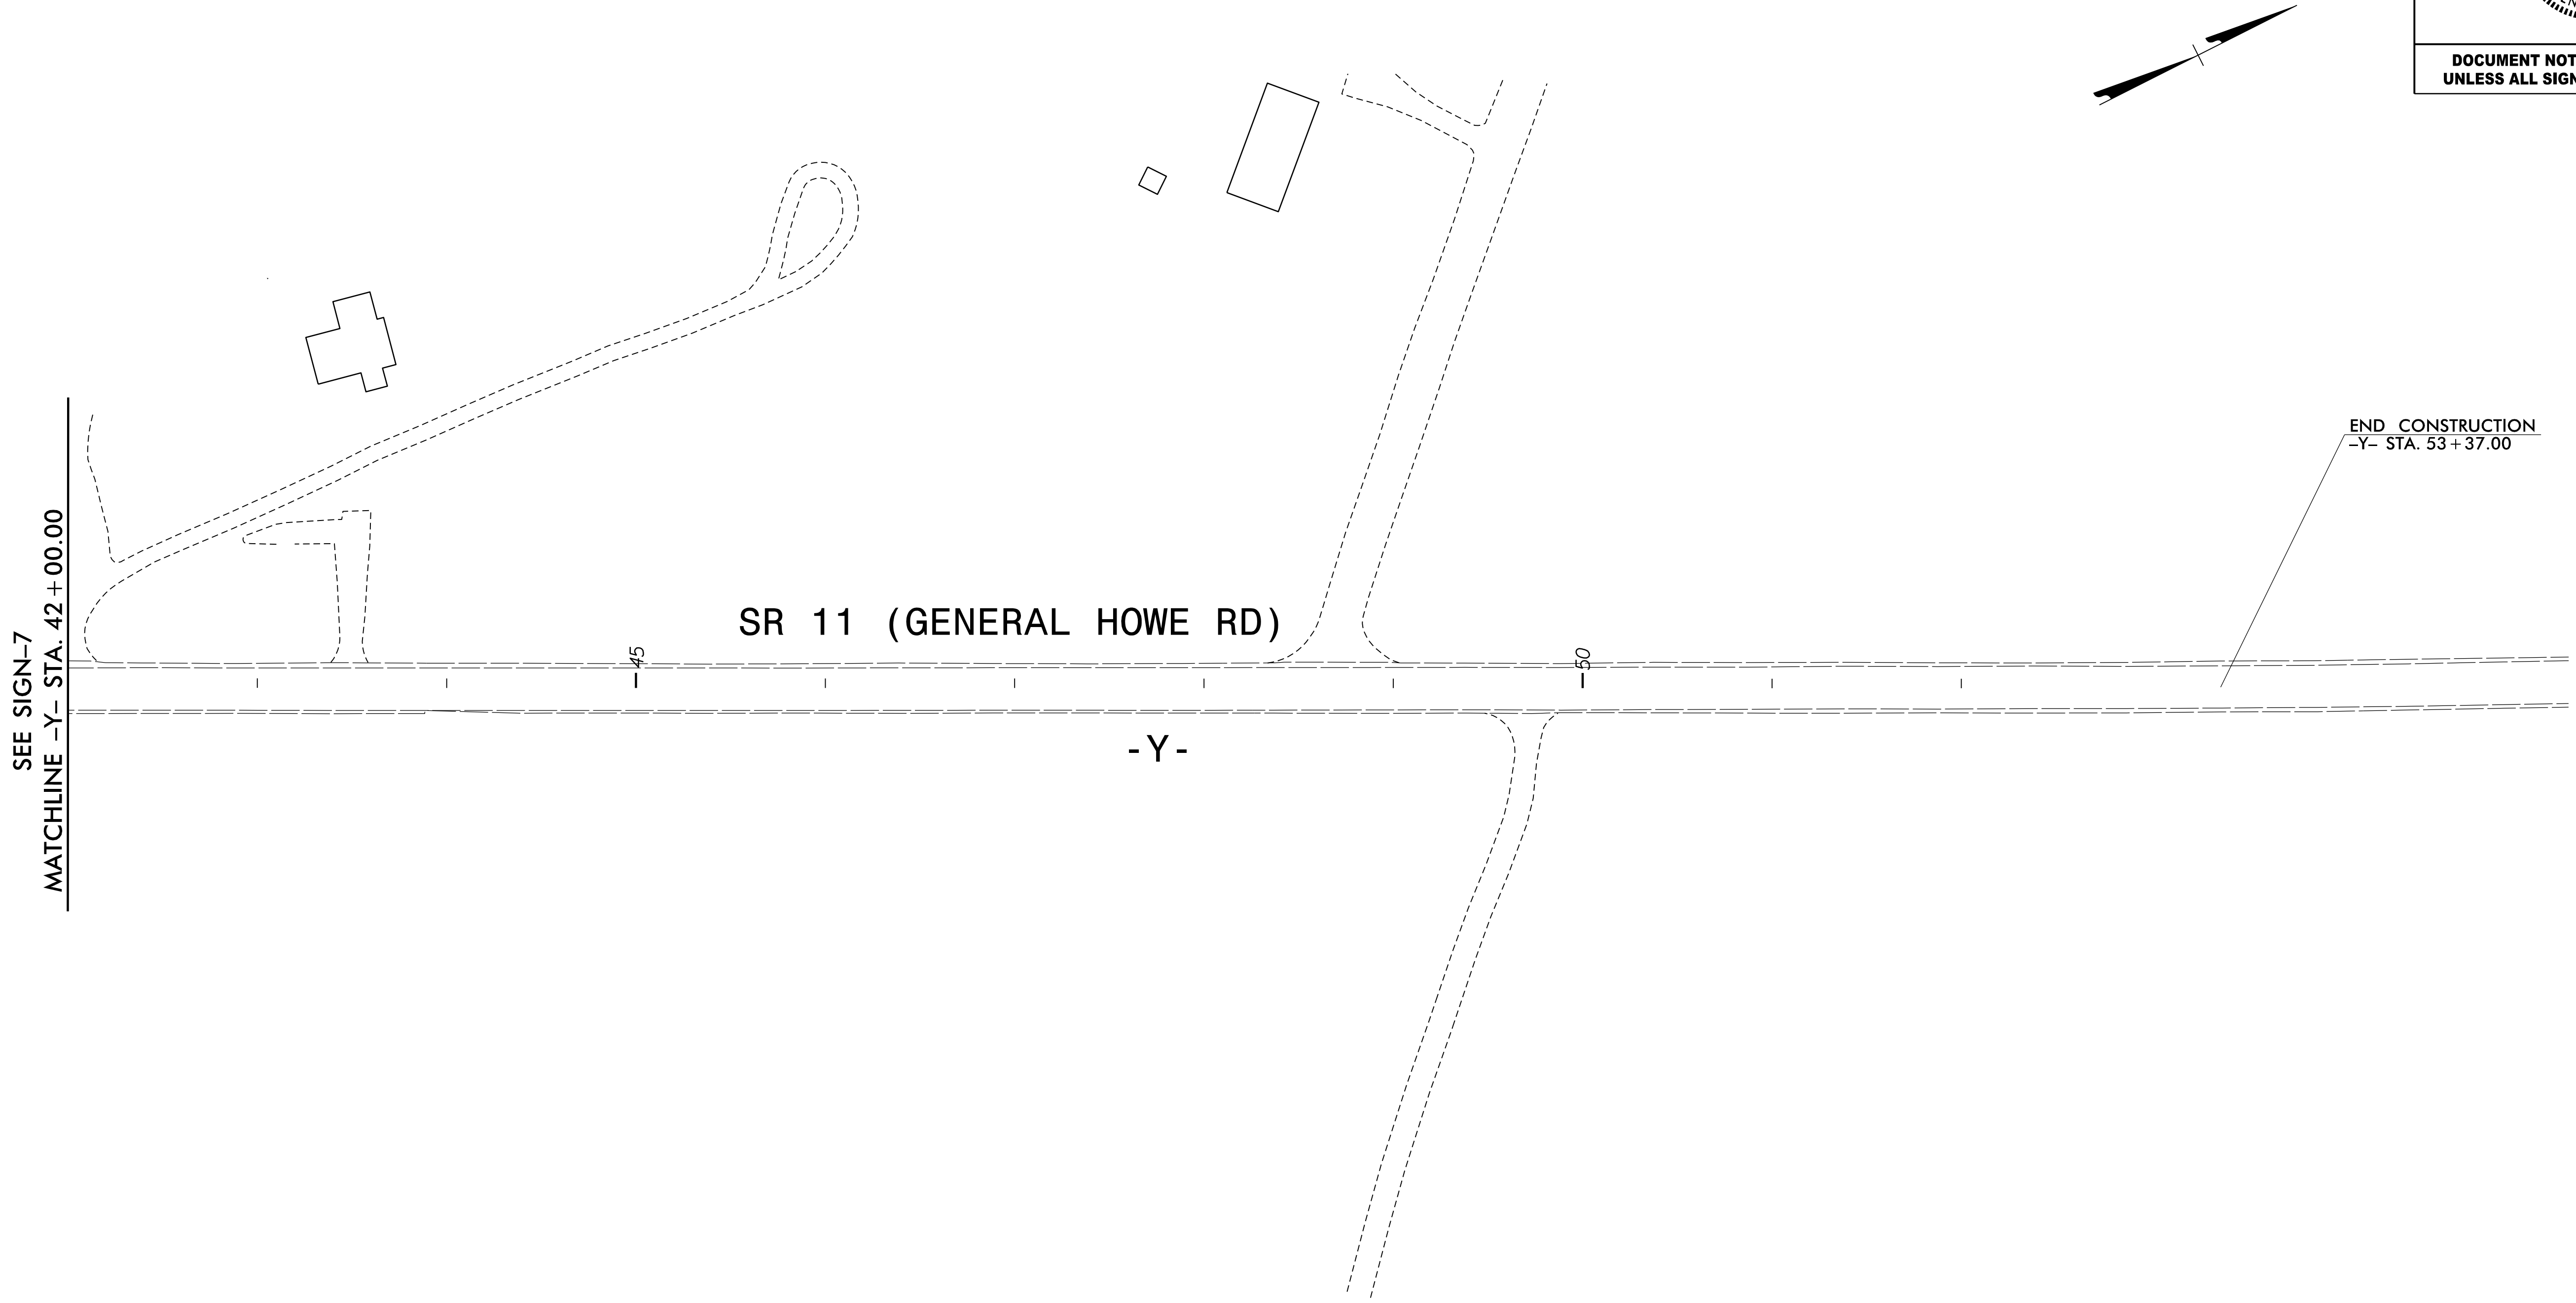 DOCUMENT NOT
UNLESS ALL SIGN
END CONSTRUCTION
–Y– STA. 53+37.00
SEE SIGN–7
MATCHLINE –Y– STA. 42+00.00
SR 11 (GENERAL HOWE RD)
45
50
-Y-